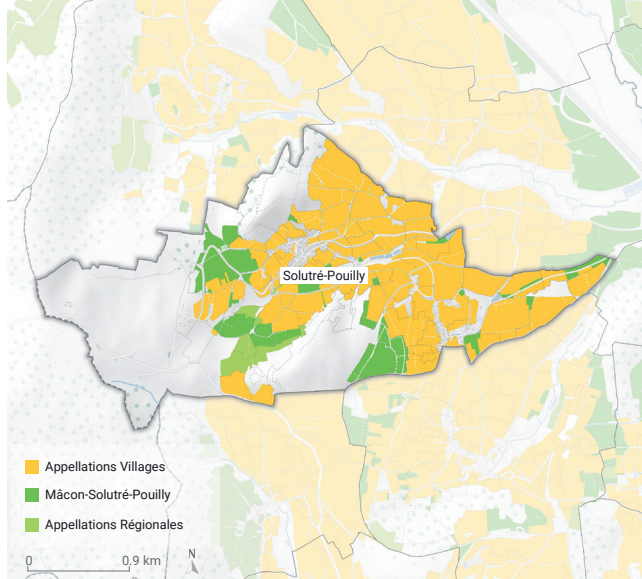 Solutré-Pouilly
Appellations Villages
Mâcon-Solutré-Pouilly
Appellations Régionales
0 0.9 km
N